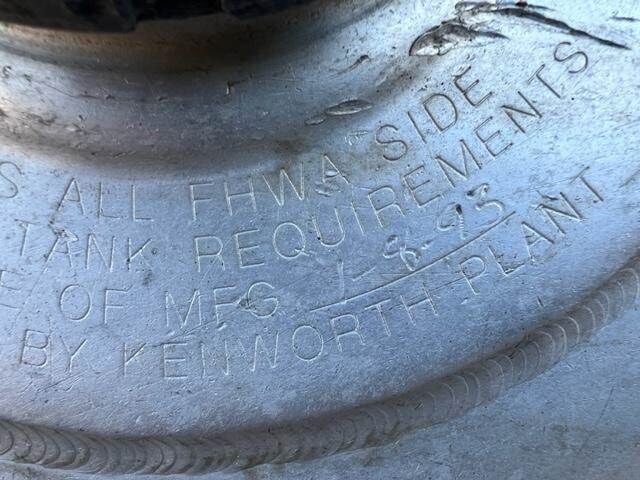 S ALL FHWA SIDE
TANK REQUIREMENTS
E OF MFG 1-8-93
BY KENWORTH PLANT